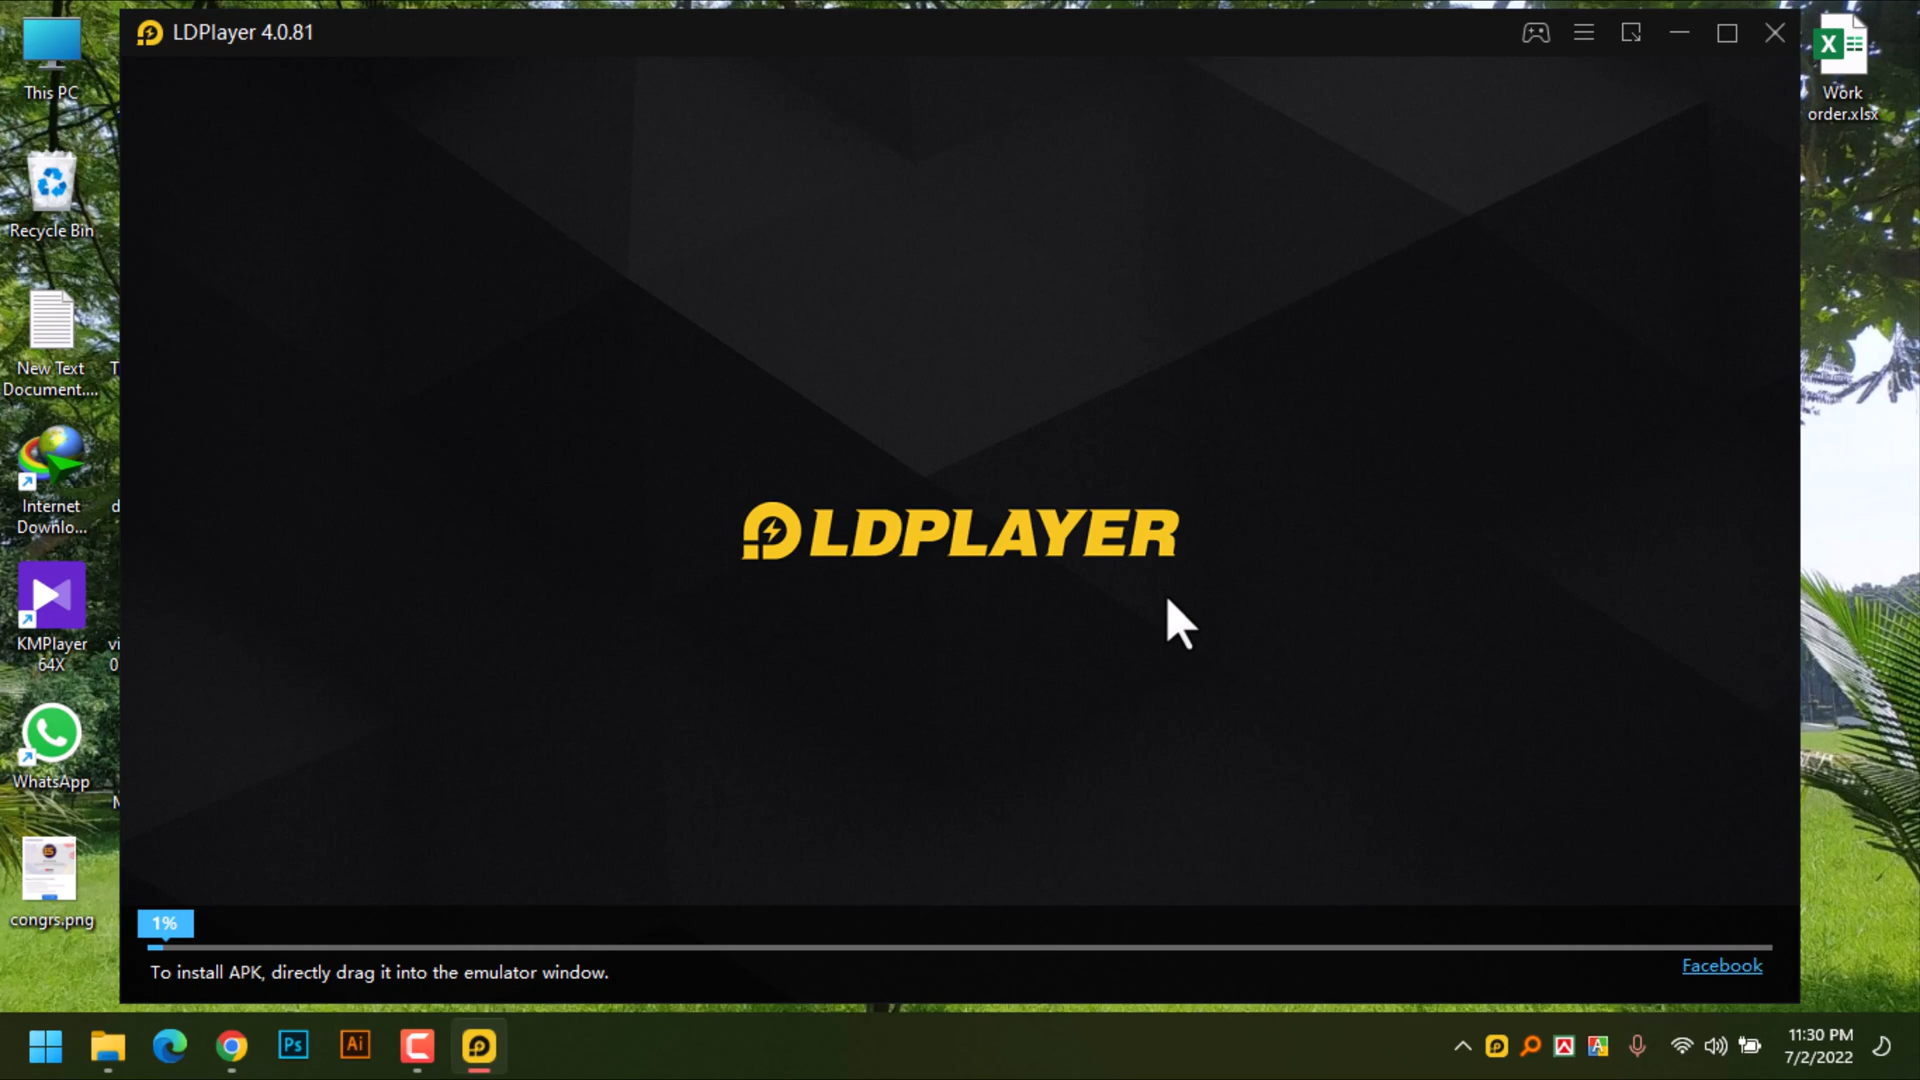 LDPlayer 4.0.81
This PC
Recycle Bin
New Text
Document....
Internet
Downlo...
KMPlayer
64X
WhatsApp
congrs.png
Work
order.xlsx
LDPLAYER
1%
To install APK, directly drag it into the emulator window.
Facebook
Ps
Ai
11:30 PM
7/2/2022